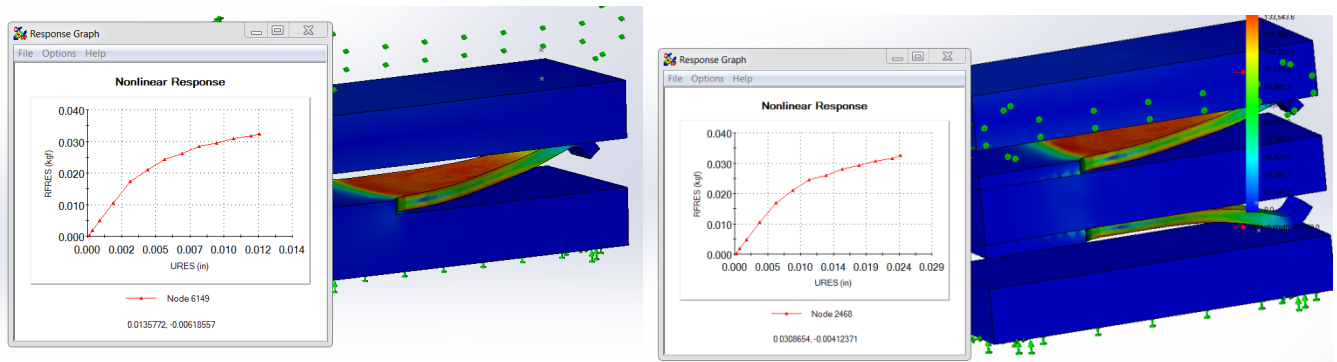 Response Graph
File Options Help
Nonlinear Response
0.040
0.030
0.020
0.010
0.000
RFRES (kgf)
0.000 0.002 0.005 0.007 0.010 0.012 0.014
URES (in)
Node 6149
0.0135772, -0.00618557
Response Graph
File Options Help
Nonlinear Response
0.040
0.030
0.020
0.010
0.000
RFRES (kgf)
0.000 0.005 0.010 0.014 0.019 0.024 0.029
URES (in)
Node 2468
0.0308654, -0.00412371
133,543.6